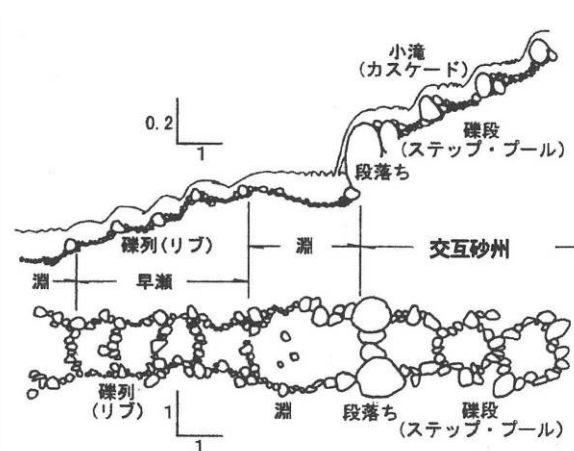 小滝
(カスケード)
0.2
1
礫段
(ステップ・プール)
段落ち
礫列(リブ)
淵
交互砂州
淵
早瀬
礫列
(リブ)
1
1
淵
段落ち
礫段
(ステップ・プール)